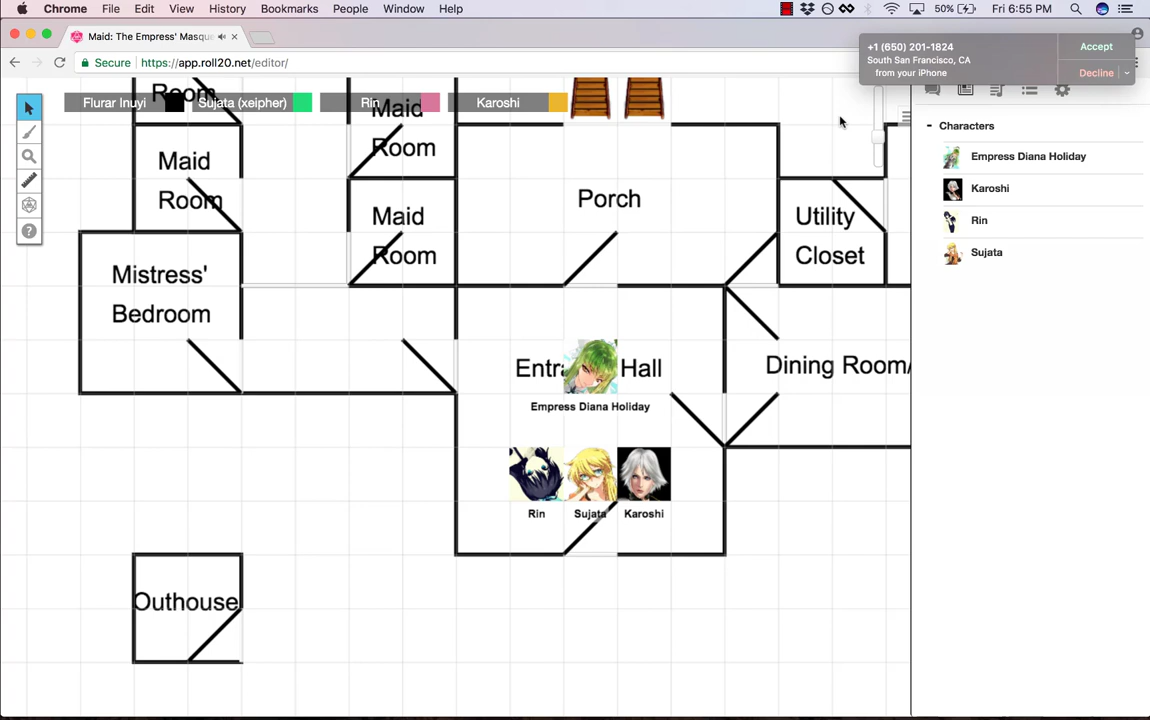 Chrome File Edit View History Bookmarks People Window Help
50% Fri 6:55 PM
Maid: The Empress' Masque
Secure https://app.roll20.net/editor/
+1 (650) 201-1824
South San Francisco, CA
from your iPhone
Accept
Decline
Flurar Inuyi
Sujata (xeipher)
Rin
Karoshi
Room
Maid
Room
Maid
Room
Maid
Room
Mistress'
Bedroom
Porch
Utility
Closet
Entra Hall
Empress Diana Holiday
Dining Room/
Rin
Sujata
Karoshi
Outhouse
Characters
Empress Diana Holiday
Karoshi
Rin
Sujata